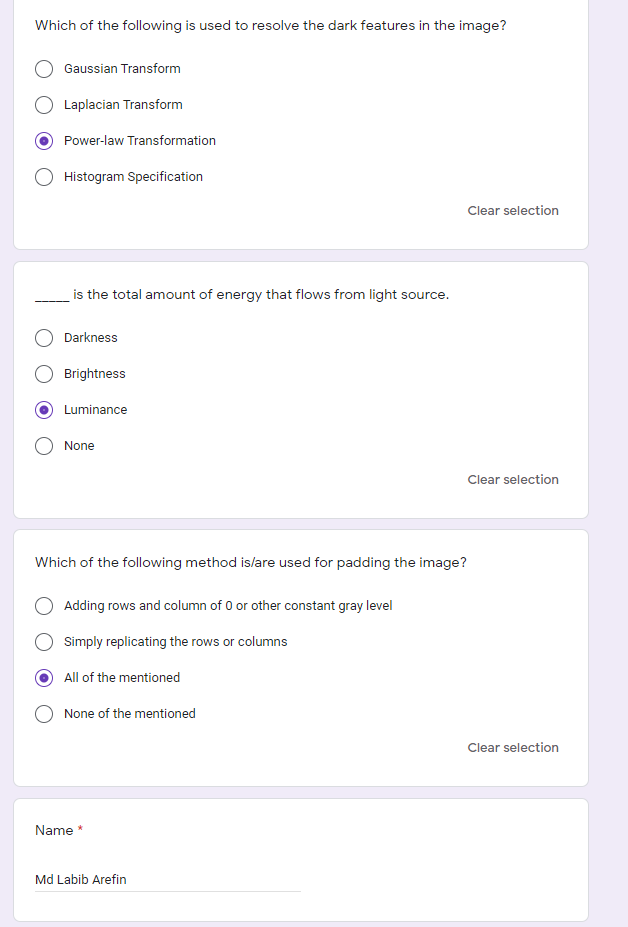 Which of the following is used to resolve the dark features in the image?
Gaussian Transform
Laplacian Transform
Power-law Transformation
Histogram Specification
Clear selection
_____ is the total amount of energy that flows from light source.
Darkness
Brightness
Luminance
None
Clear selection
Which of the following method is/are used for padding the image?
Adding rows and column of 0 or other constant gray level
Simply replicating the rows or columns
All of the mentioned
None of the mentioned
Clear selection
Name *
Md Labib Arefin